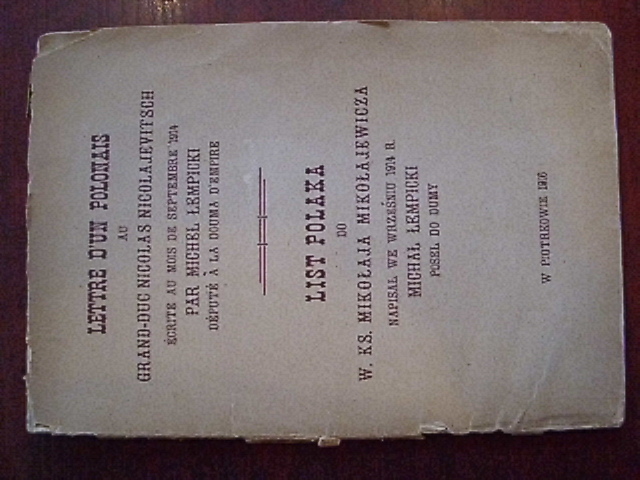 LETTRE D'UN POLONAIS
AU
GRAND-DUC NICOLAS NICOLAJEVITSCH
ÉCRITE AU MOIS DE SEPTEMBRE 1914
PAR MICHEL ŁEMPICKI
DÉPUTÉ À LA DOUMA D'EMPIRE
LIST POLAKA
DO
W. KS. MIKOŁAJA MIKOŁAJEWICZA
NAPISAŁ WE WRZEŚNIU 1914 R.
MICHAŁ ŁEMPICKI
POSEŁ DO DUMY
W PIOTRKOWIE 1915